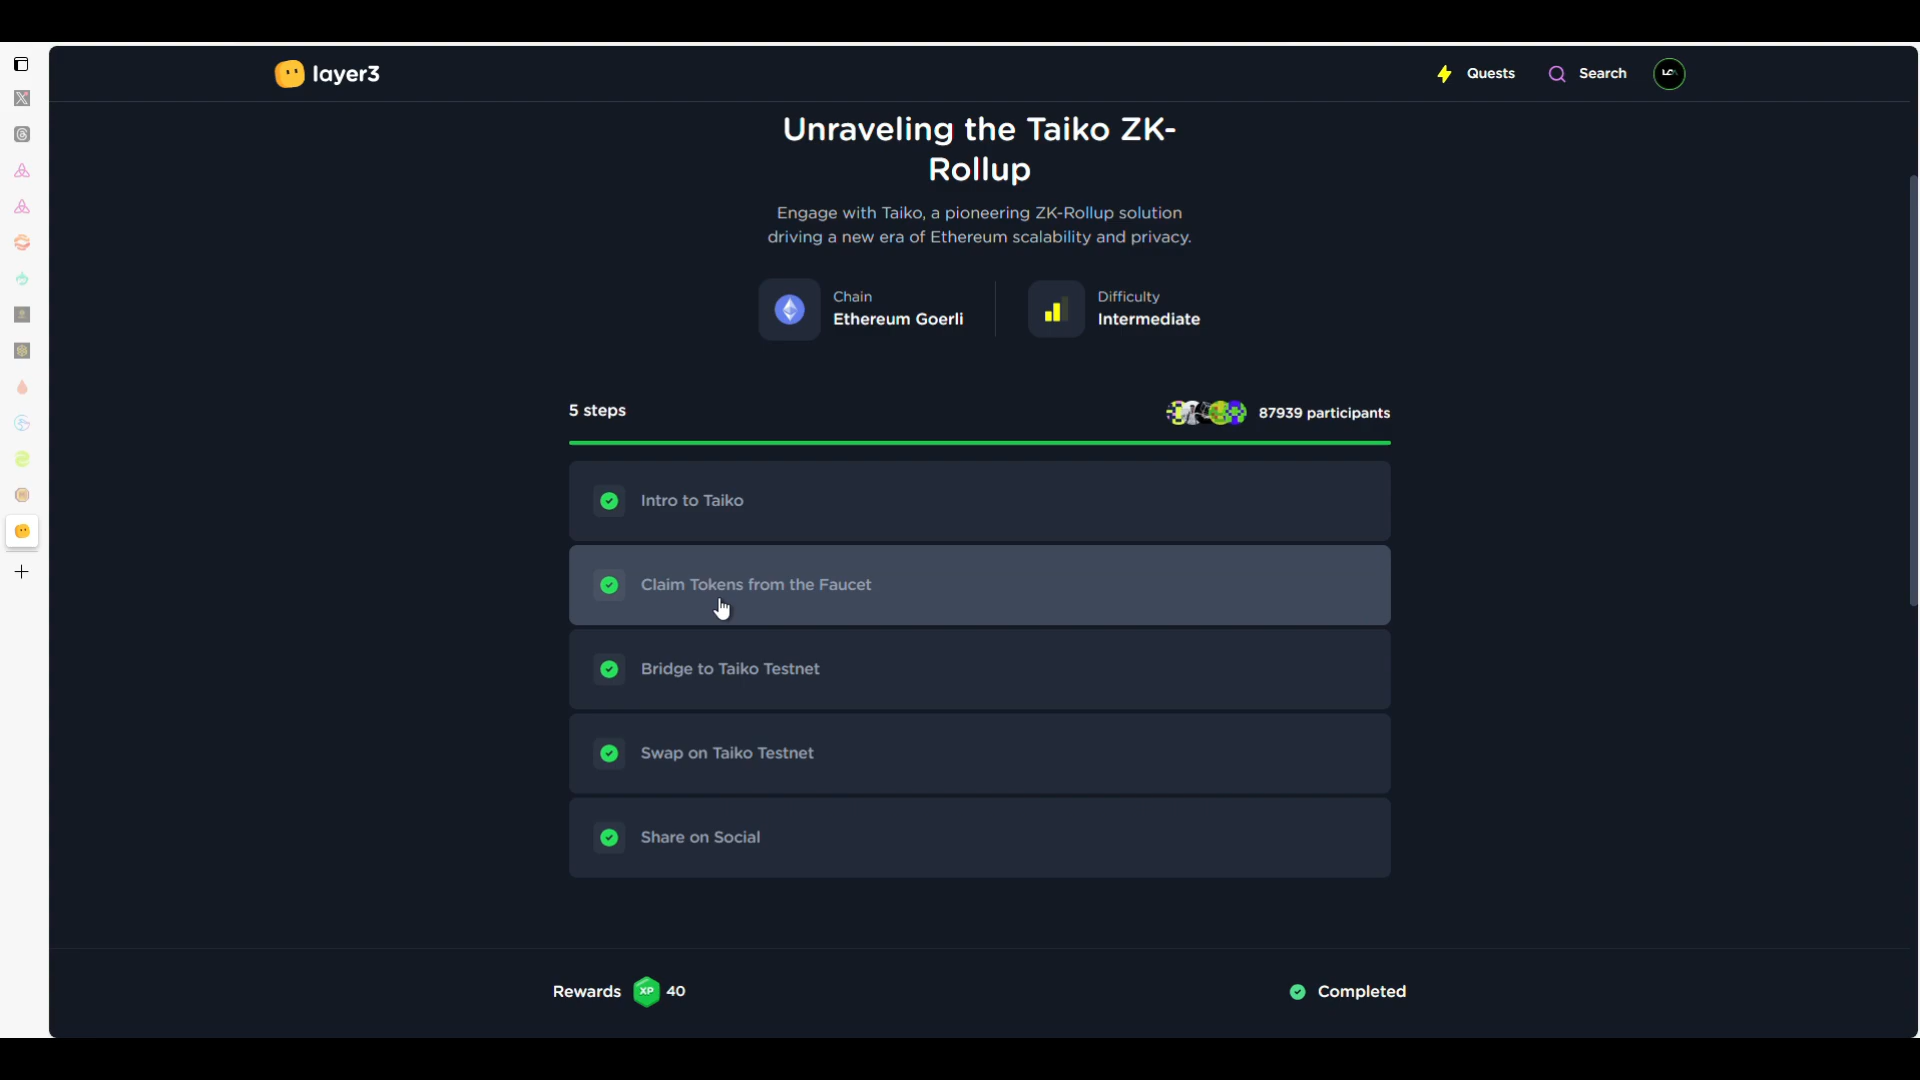 layer3
Quests
Search
Unraveling the Taiko ZK-
Rollup
Engage with Taiko, a pioneering ZK-Rollup solution
driving a new era of Ethereum scalability and privacy.
Chain
Ethereum Goerli
Difficulty
Intermediate
5 steps
87939 participants
Intro to Taiko
Claim Tokens from the Faucet
Bridge to Taiko Testnet
Swap on Taiko Testnet
Share on Social
Rewards XP 40
Completed